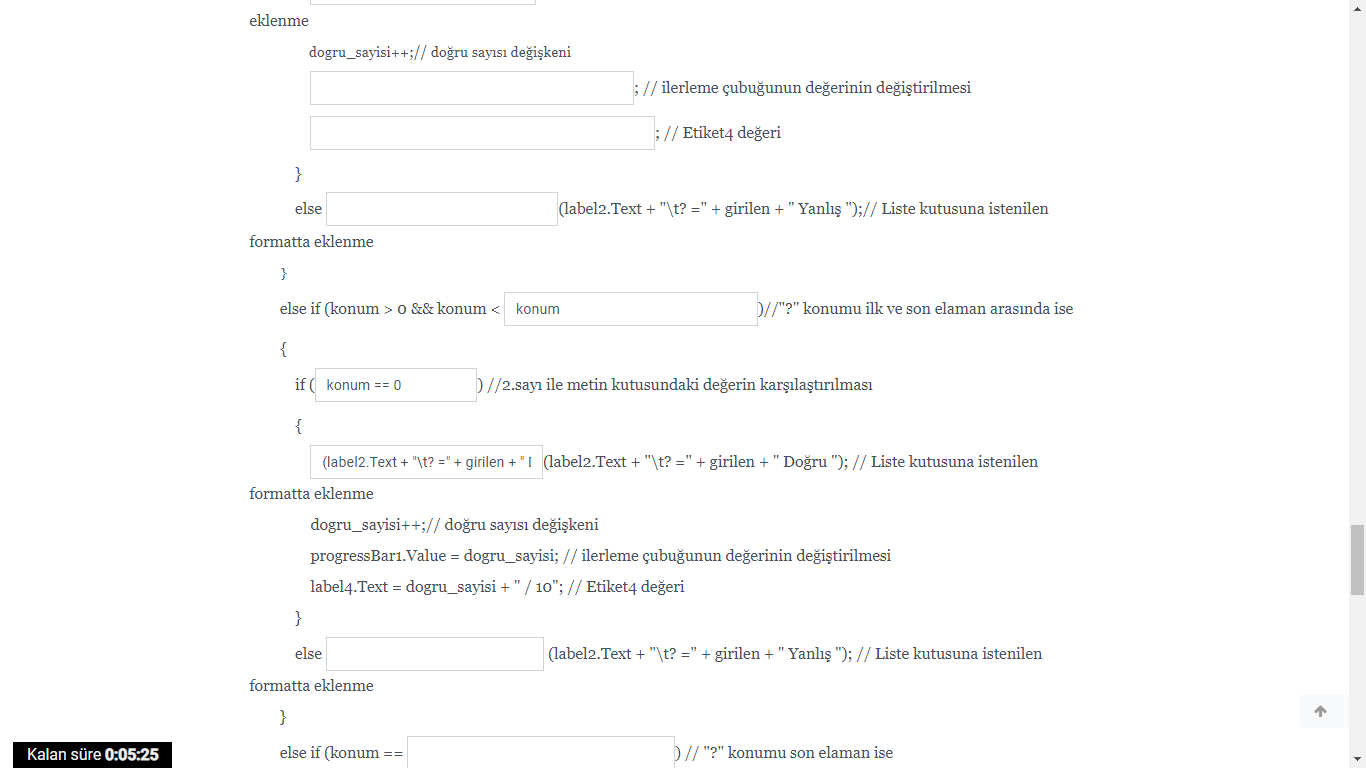 eklenme
dogru_sayisi++;// doğru sayısı değişkeni
; // ilerleme çubuğunun değerinin değiştirilmesi
; // Etiket4 değeri
}
else (label2.Text + "\t? =" + girilen + " Yanlış ");// Liste kutusuna istenilen
formatta eklenme
}
else if (konum > 0 && konum < konum )//"?" konumu ilk ve son elaman arasında ise
{
if ( konum == 0 ) //2.sayı ile metin kutusundaki değerin karşılaştırılması
{
(label2.Text + "\t? =" + girilen + " D (label2.Text + "\t? =" + girilen + " Doğru "); // Liste kutusuna istenilen
formatta eklenme
dogru_sayisi++;// doğru sayısı değişkeni
progressBar1.Value = dogru_sayisi; // ilerleme çubuğunun değerinin değiştirilmesi
label4.Text = dogru_sayisi + " / 10"; // Etiket4 değeri
}
else (label2.Text + "\t? =" + girilen + " Yanlış "); // Liste kutusuna istenilen
formatta eklenme
}
else if (konum == ) // "?" konumu son elaman ise
Kalan süre 0:05:25